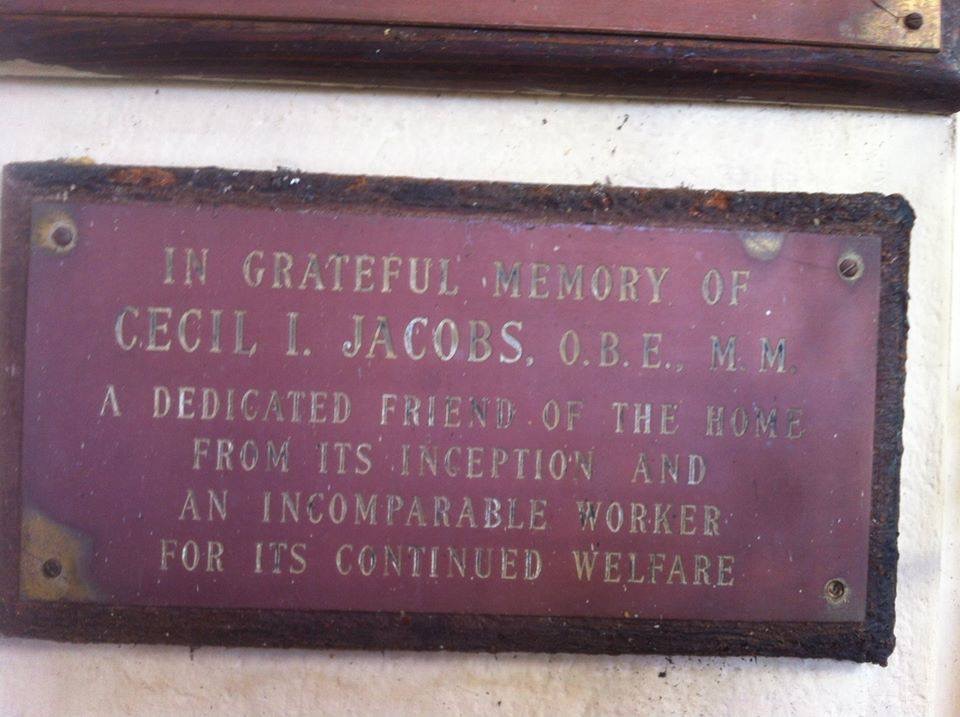 IN GRATEFUL MEMORY OF
CECIL I. JACOBS, O.B.E., M.M.
A DEDICATED FRIEND OF THE HOME
FROM ITS INCEPTION AND
AN INCOMPARABLE WORKER
FOR ITS CONTINUED WELFARE